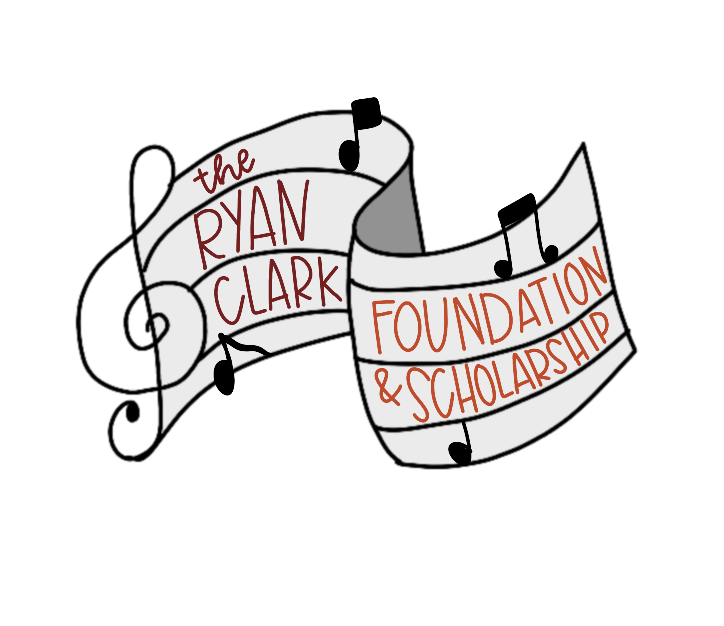 the
RYAN
CLARK
FOUNDATION
& SCHOLARSHIP